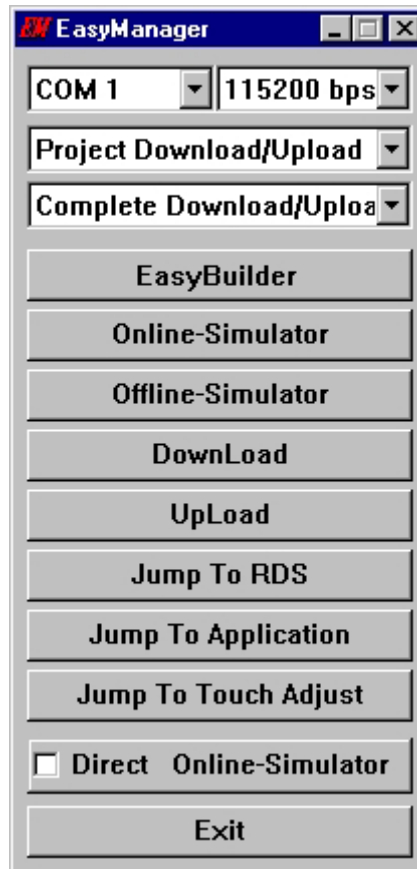 EM EasyManager
COM 1 115200 bps
Project Download/Upload
Complete Download/Uploa
EasyBuilder
Online-Simulator
Offline-Simulator
DownLoad
UpLoad
Jump To RDS
Jump To Application
Jump To Touch Adjust
Direct Online-Simulator
Exit